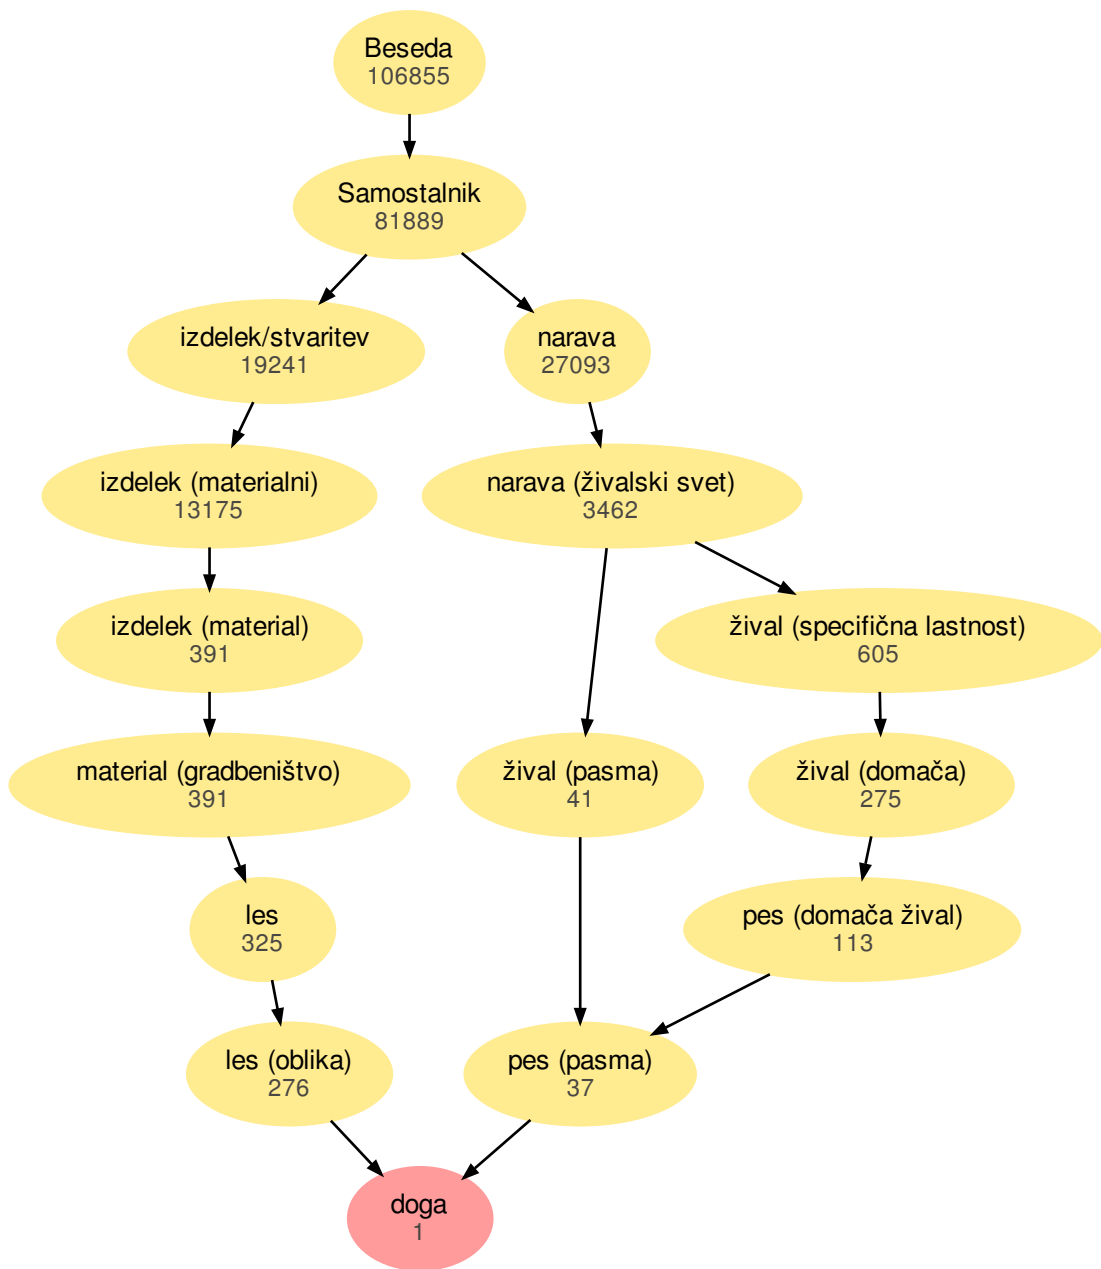 Beseda
106855
Samostalnik
81889
izdelek/stvaritev
19241
narava
27093
izdelek (materialni)
13175
narava (živalski svet)
3462
izdelek (material)
391
žival (specifična lastnost)
605
material (gradbeništvo)
391
žival (pasma)
41
žival (domača)
275
les
325
pes (domača žival)
113
les (oblika)
276
pes (pasma)
37
doga
1